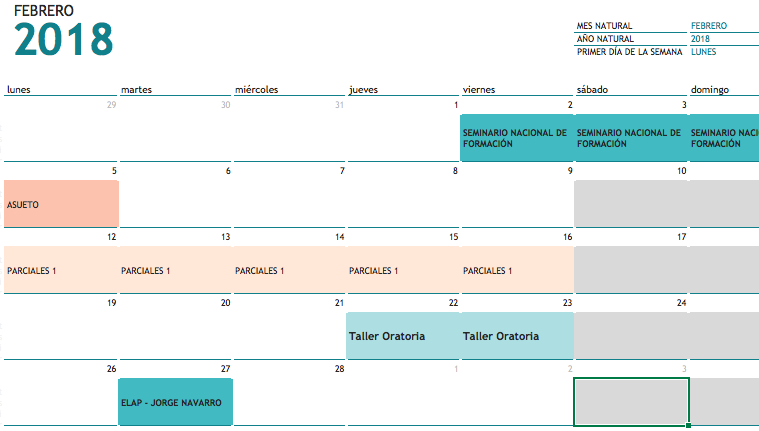 FEBRERO
2018
MES NATURAL FEBRERO
AÑO NATURAL 2018
PRIMER DÍA DE LA SEMANA LUNES
lunes martes miércoles jueves viernes sábado domingo
29 30 31 1 2 3
SEMINARIO NACIONAL DE SEMINARIO NACIONAL DE SEMINARIO NACI
FORMACIÓN FORMACIÓN FORMACIÓN
5 6 7 8 9 10
ASUETO
12 13 14 15 16 17
PARCIALES 1 PARCIALES 1 PARCIALES 1 PARCIALES 1 PARCIALES 1
19 20 21 22 23 24
Taller Oratoria Taller Oratoria
26 27 28 1 2 3
ELAP - JORGE NAVARRO